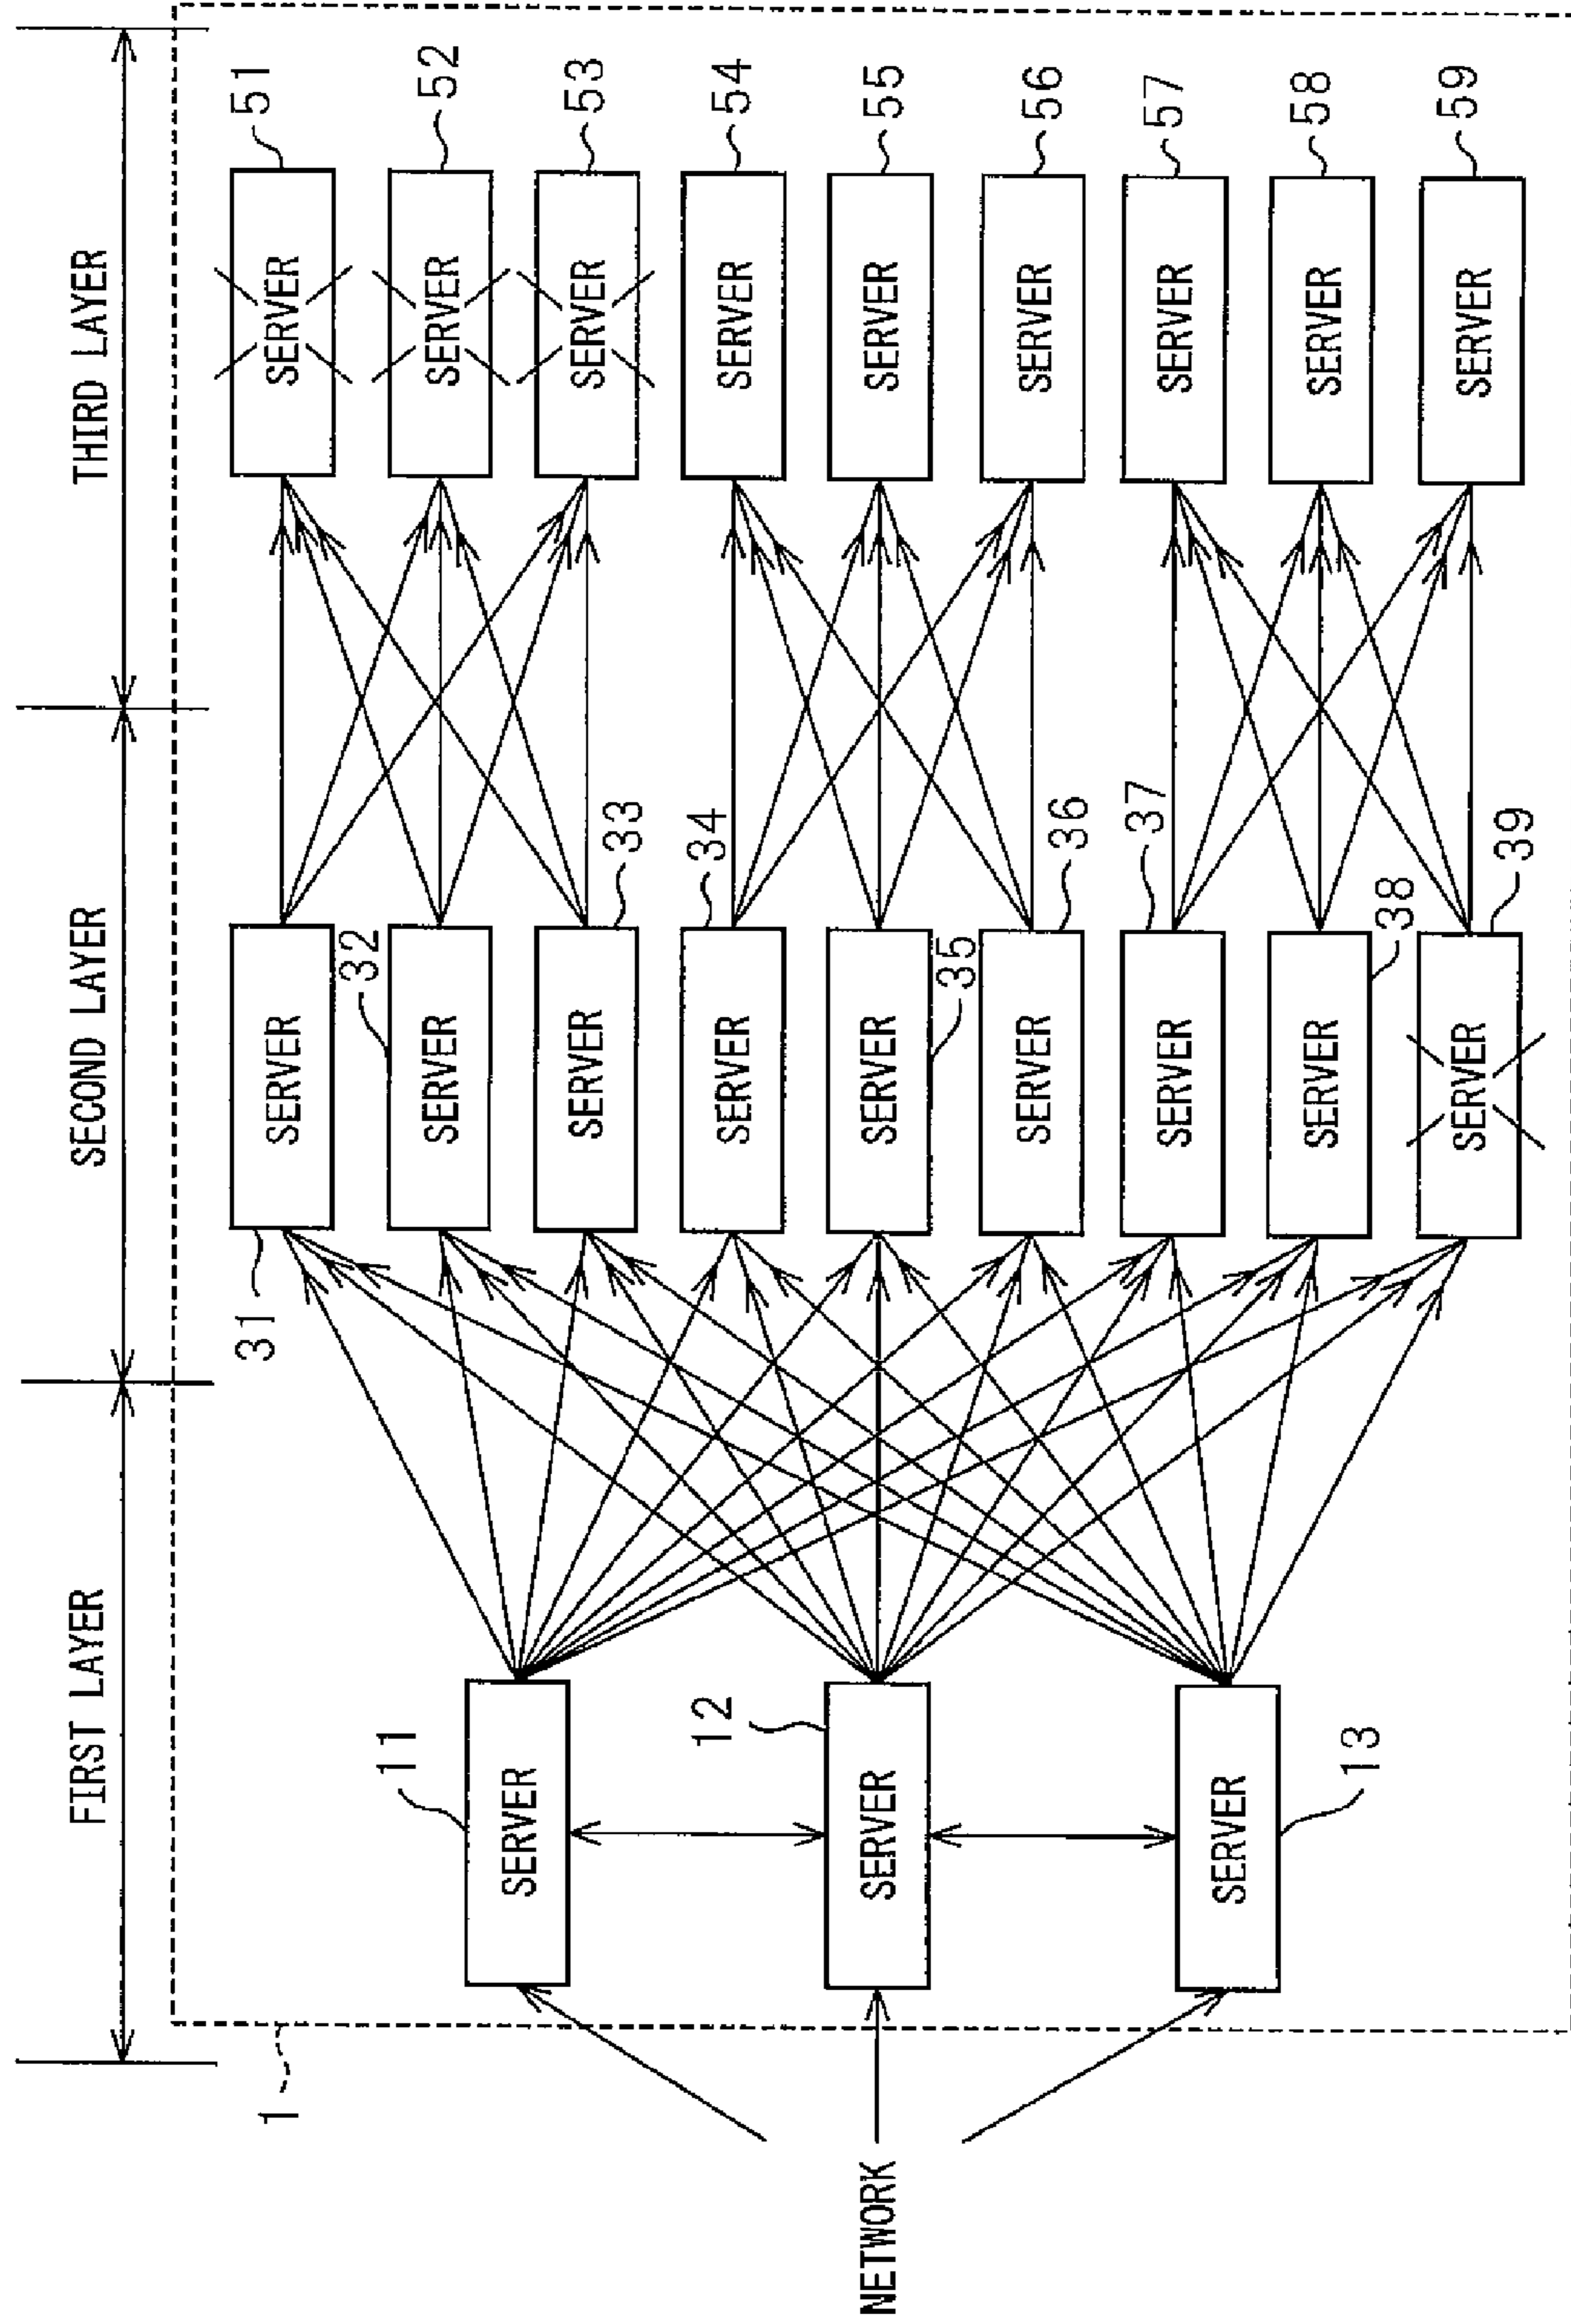 FIRST LAYER
SECOND LAYER
THIRD LAYER
1
NETWORK
11
SERVER
12
SERVER
13
SERVER
31
SERVER
32
SERVER
33
SERVER
34
SERVER
35
SERVER
36
SERVER
37
SERVER
38
SERVER
39
SERVER
51
SERVER
52
SERVER
53
SERVER
54
SERVER
55
SERVER
56
SERVER
57
SERVER
58
SERVER
59
SERVER